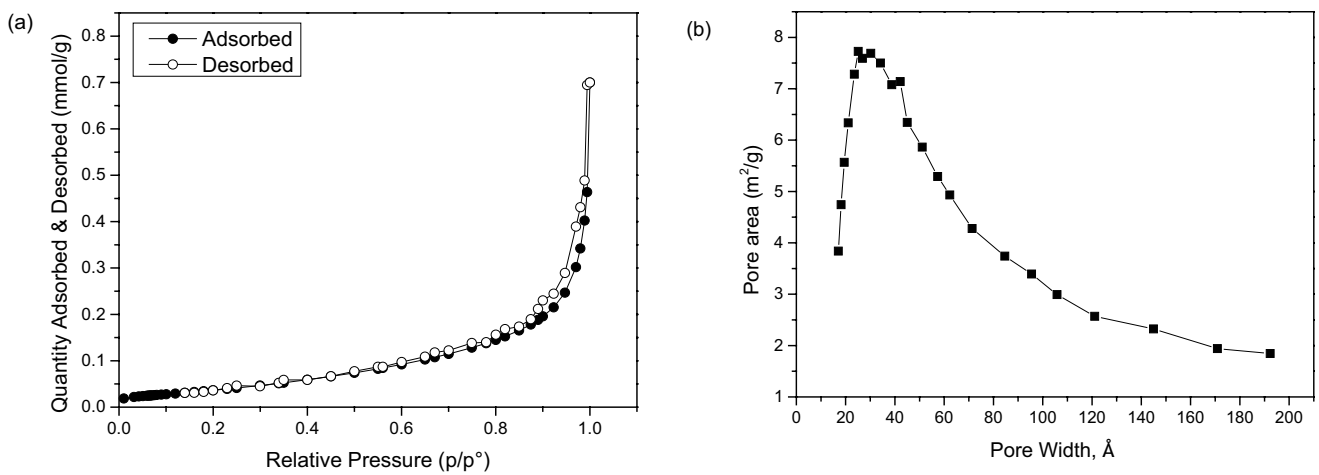 (a)
Quantity Adsorbed & Desorbed (mmol/g)
0.8
0.7
0.6
0.5
0.4
0.3
0.2
0.1
0.0
Adsorbed
Desorbed
0.0 0.2 0.4 0.6 0.8 1.0
Relative Pressure (p/p°)
(b)
Pore area (m²/g)
8
7
6
5
4
3
2
1
0 20 40 60 80 100 120 140 160 180 200
Pore Width, Å